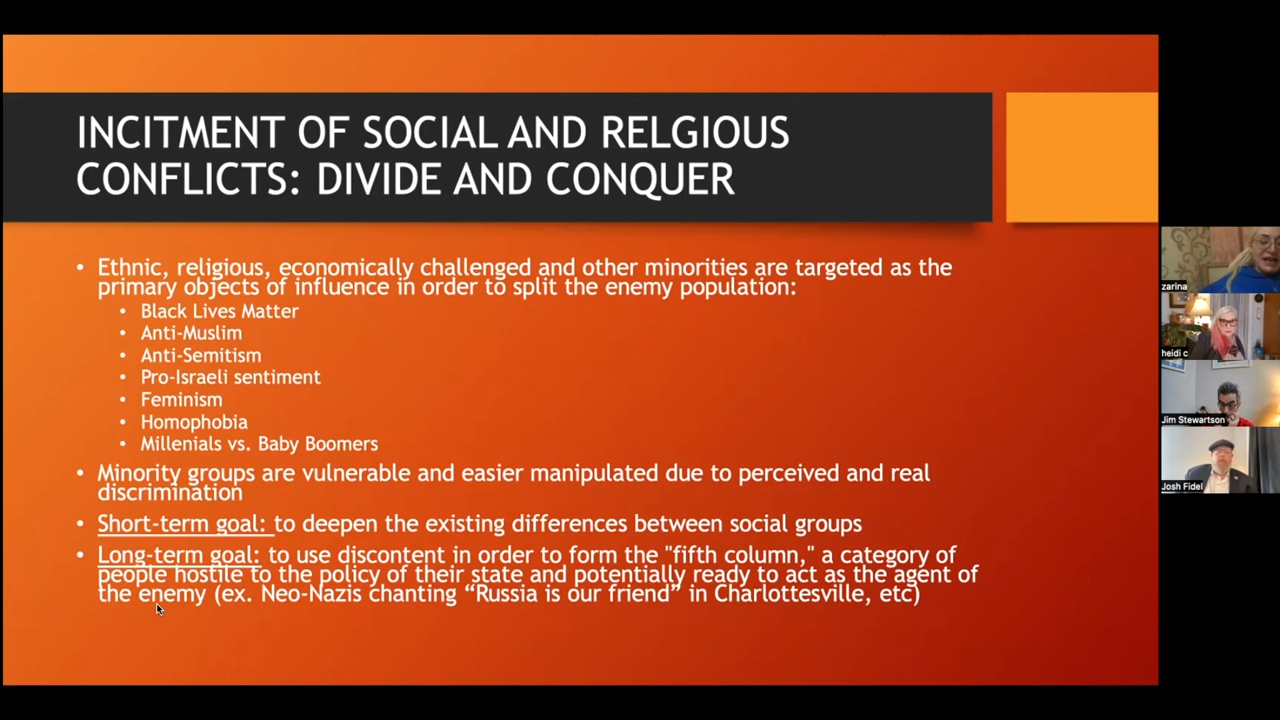 INCITMENT OF SOCIAL AND RELGIOUS
CONFLICTS: DIVIDE AND CONQUER
• Ethnic, religious, economically challenged and other minorities are targeted as the
primary objects of influence in order to split the enemy population:
• Black Lives Matter
• Anti-Muslim
• Anti-Semitism
• Pro-Israeli sentiment
• Feminism
• Homophobia
• Millenials vs. Baby Boomers
• Minority groups are vulnerable and easier manipulated due to perceived and real
discrimination
• Short-term goal: to deepen the existing differences between social groups
• Long-term goal: to use discontent in order to form the "fifth column," a category of
people hostile to the policy of their state and potentially ready to act as the agent of
the enemy (ex. Neo-Nazis chanting “Russia is our friend” in Charlottesville, etc)
zarina
heidi c
Jim Stewartson
Josh Fidel